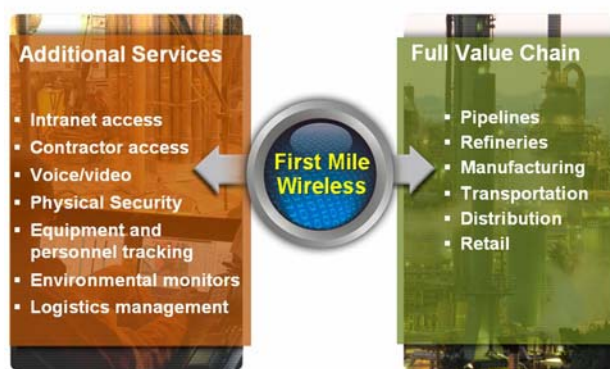 Additional Services
▪ Intranet access
▪ Contractor access
▪ Voice/video
▪ Physical Security
▪ Equipment and
personnel tracking
▪ Environmental monitors
▪ Logistics management
First Mile
Wireless
Full Value Chain
▪ Pipelines
▪ Refineries
▪ Manufacturing
▪ Transportation
▪ Distribution
▪ Retail